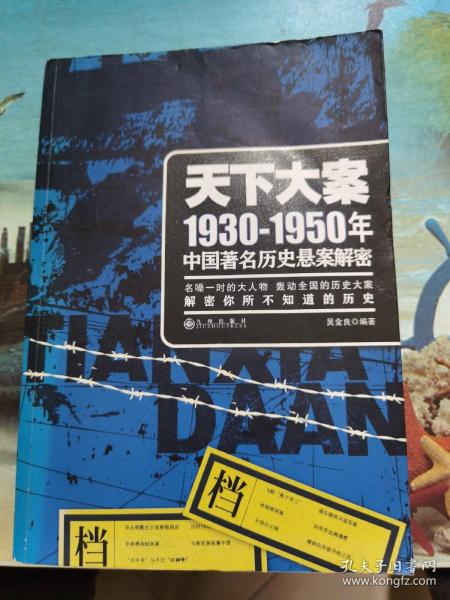 天下大案
1930-1950年
中国著名历史悬案解密
名噪一时的大人物 轰动全国的历史大案
解密你所不知道的历史
九州出版社
JIUZHOUPRESS
吴金良◎编著
TIANXIA
DAAN
档
档
孔夫子旧书网
www.kongfz.com